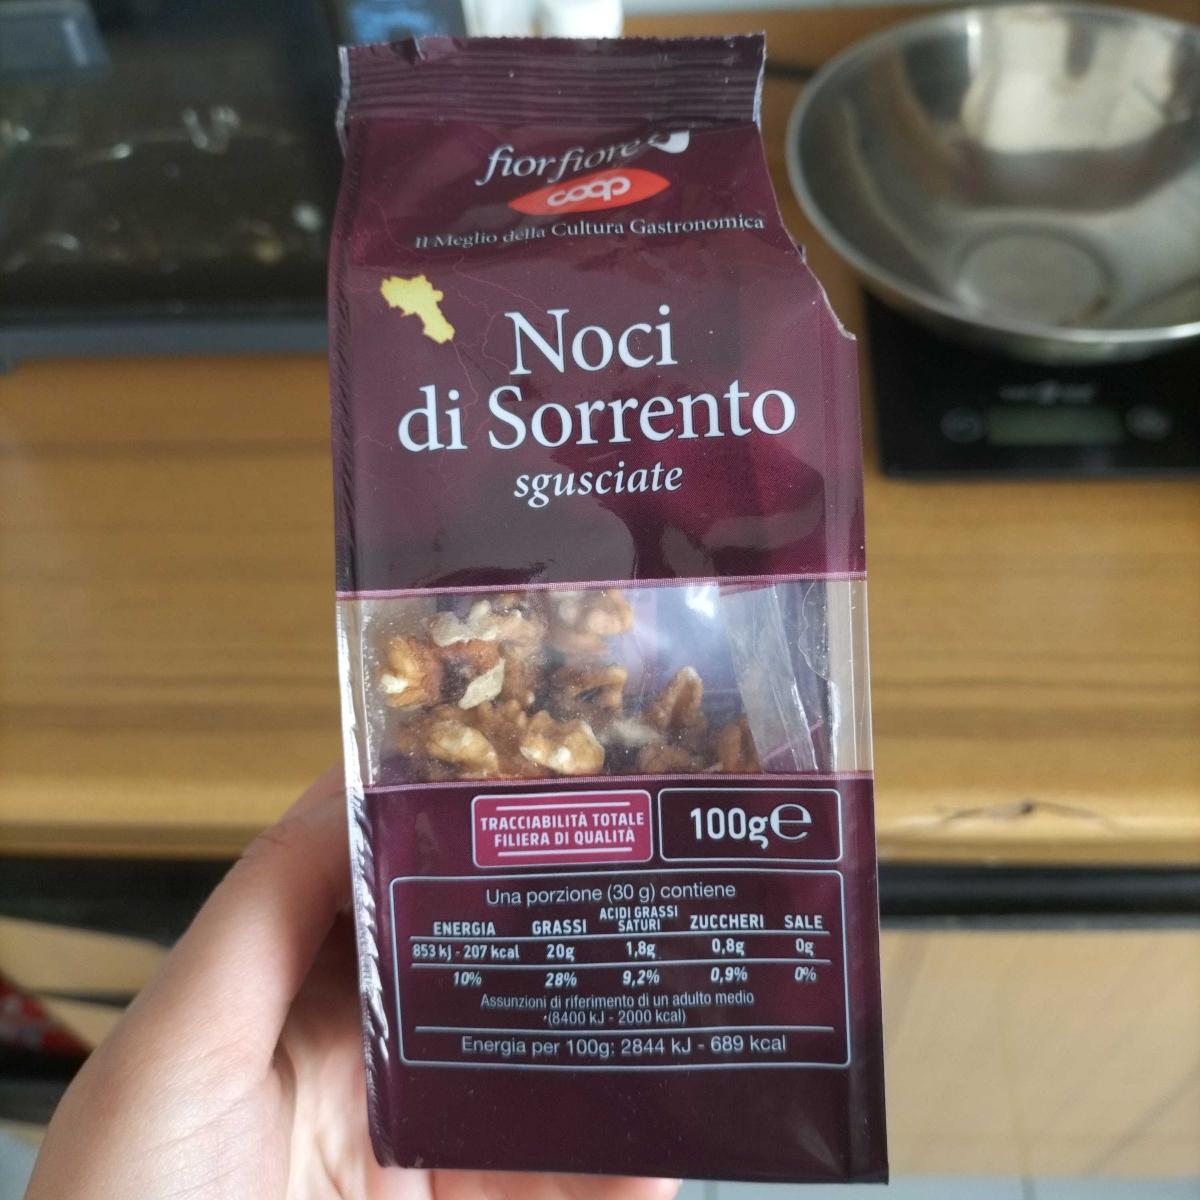 fior fiore
coop
Il Meglio della Cultura Gastronomica
Noci
di Sorrento
sgusciate
TRACCIABILITÀ TOTALE
FILIERA DI QUALITÀ
100g℮
Una porzione (30 g) contiene
ENERGIA GRASSI ACIDI GRASSI SATURI ZUCCHERI SALE
853 kJ - 207 kcal 20g 1,8g 0,8g 0g
10% 28% 9,2% 0,9% 0%
Assunzioni di riferimento di un adulto medio
(8400 kJ - 2000 kcal)
Energia per 100g: 2844 kJ - 689 kcal